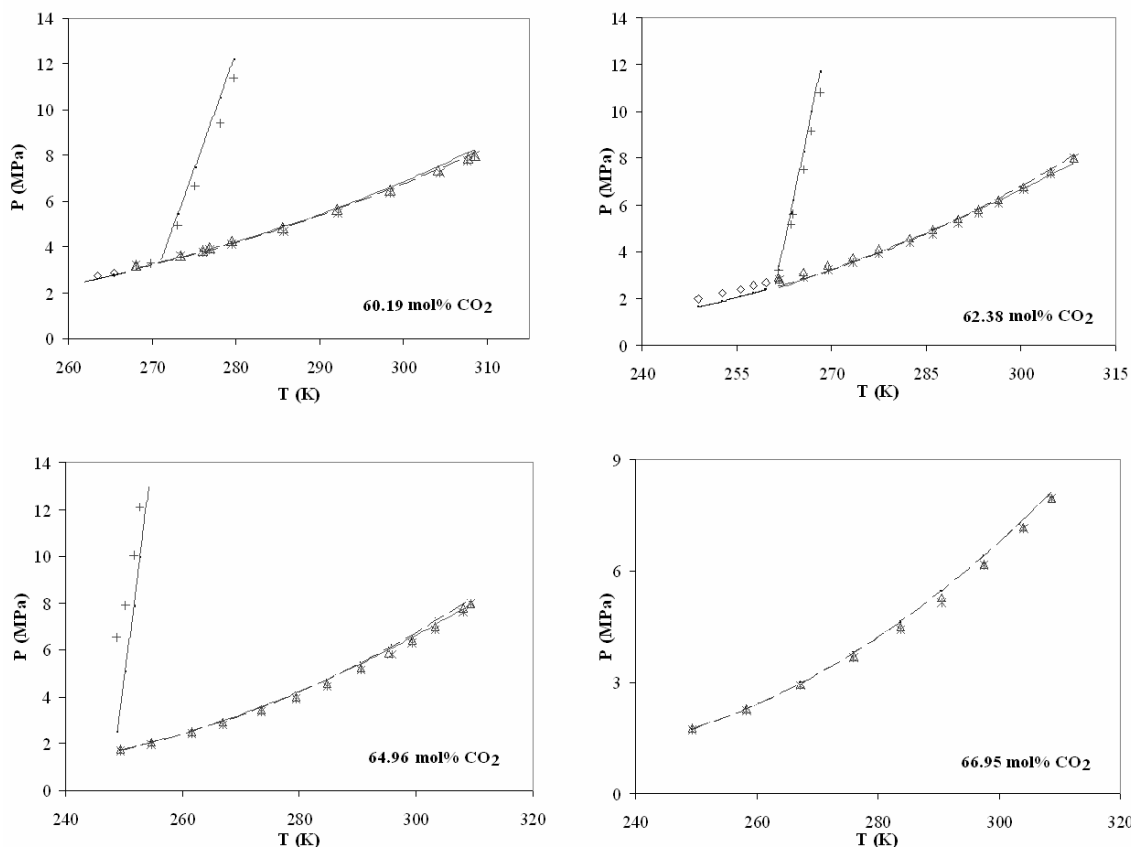 14
12
10
8
6
4
2
0
P (MPa)
60.19 mol% CO2
260 270 280 290 300 310
T (K)
14
12
10
8
6
4
2
0
P (MPa)
62.38 mol% CO2
240 255 270 285 300 315
T (K)
14
12
10
8
6
4
2
0
P (MPa)
64.96 mol% CO2
240 260 280 300 320
T (K)
9
6
3
0
P (MPa)
66.95 mol% CO2
240 260 280 300 320
T (K)